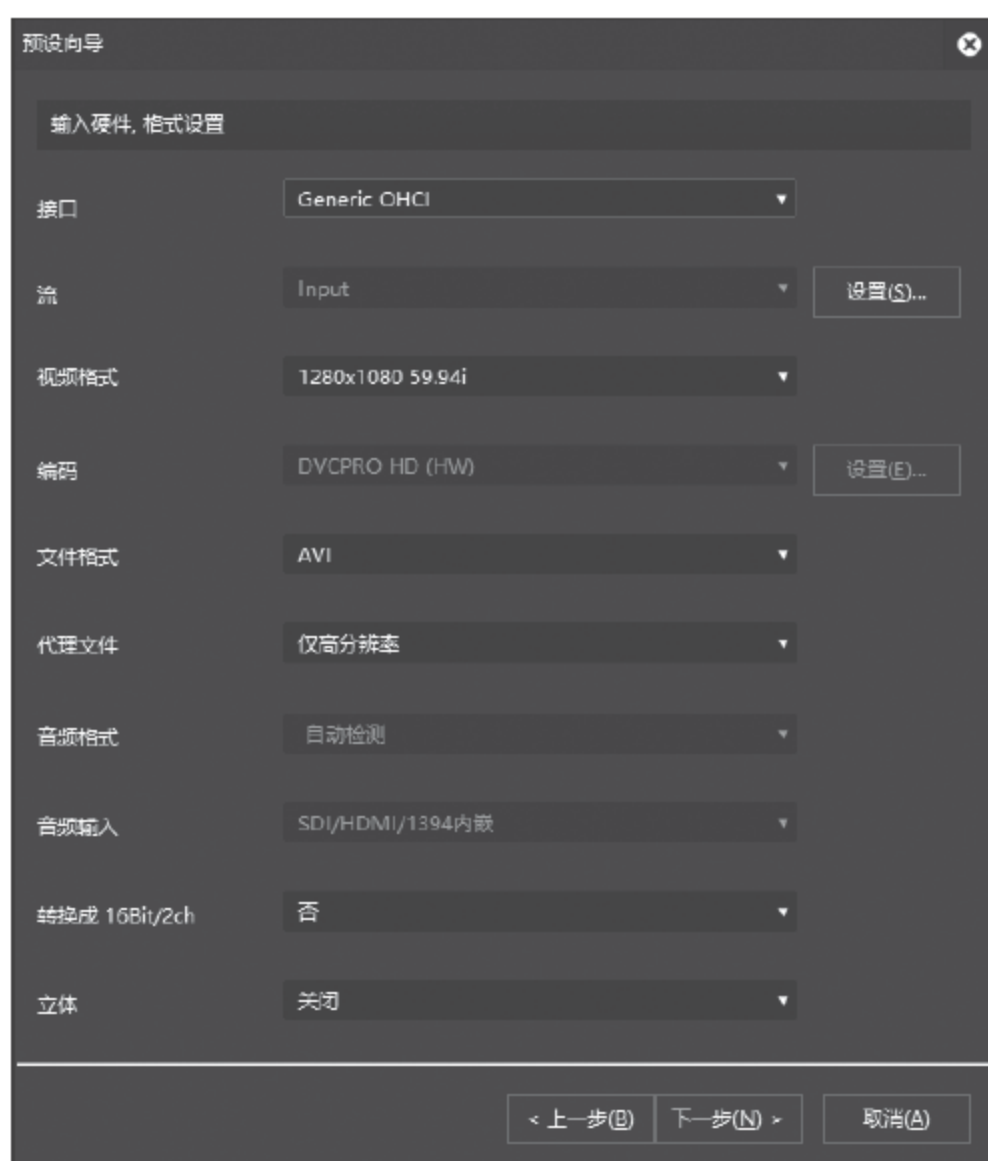 预设向导
输入硬件, 格式设置
接口 Generic OHCI
流 Input 设置(S)...
视频格式 1280x1080 59.94i
编码 DVCPRO HD (HW) 设置(E)...
文件格式 AVI
代理文件 仅高分辨率
音频格式 自动检测
音频输入 SDI/HDMI/1394内嵌
转换成 16Bit/2ch 否
立体 关闭
< 上一步(B) 下一步(N) > 取消(A)